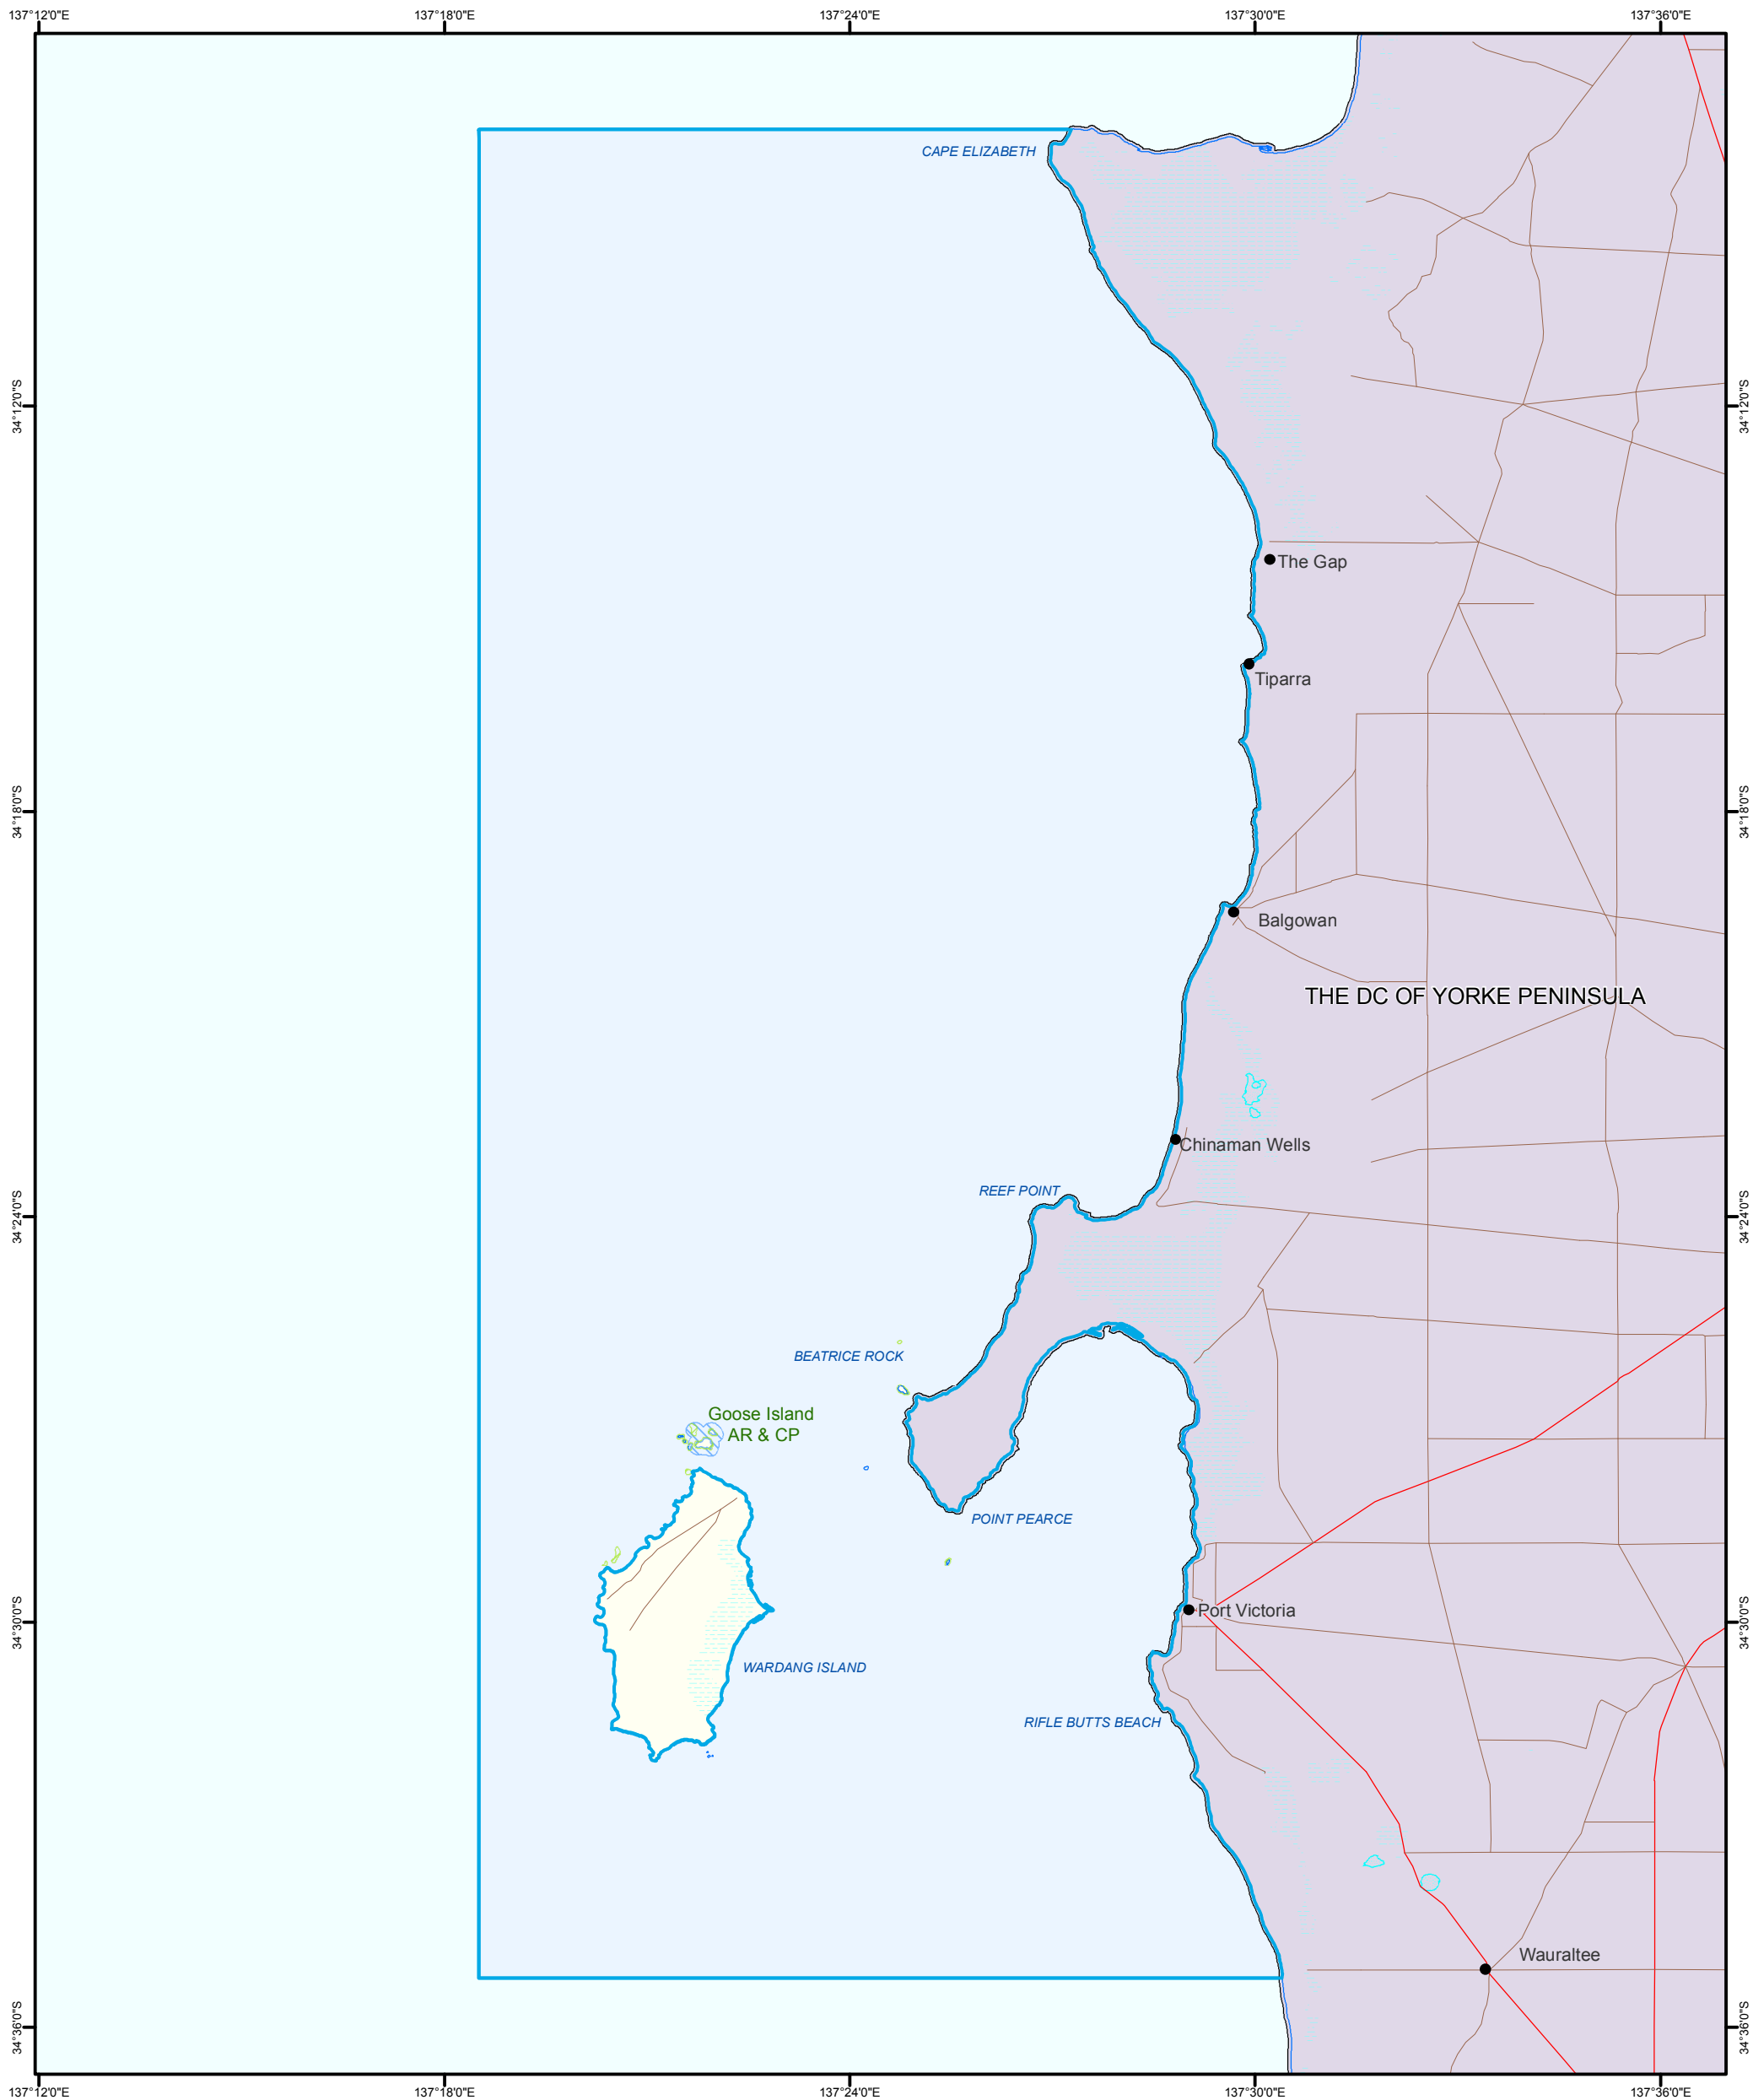 137°12'0"E
137°18'0"E
137°24'0"E
137°30'0"E
137°36'0"E
CAPE ELIZABETH
34°12'0"S
34°12'0"S
The Gap
Tiparra
34°18'0"S
34°18'0"S
Balgowan
THE DC OF YORKE PENINSULA
Chinaman Wells
REEF POINT
34°24'0"S
34°24'0"S
BEATRICE ROCK
Goose Island
AR & CP
POINT PEARCE
34°30'0"S
34°30'0"S
Port Victoria
WARDANG ISLAND
RIFLE BUTTS BEACH
Wauraltee
34°36'0"S
34°36'0"S
137°12'0"E
137°18'0"E
137°24'0"E
137°30'0"E
137°36'0"E